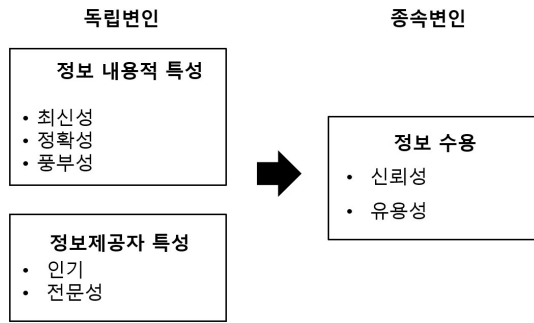 독립변인
종속변인
정보 내용적 특성
• 최신성
• 정확성
• 풍부성
정보제공자 특성
• 인기
• 전문성
정보 수용
• 신뢰성
• 유용성